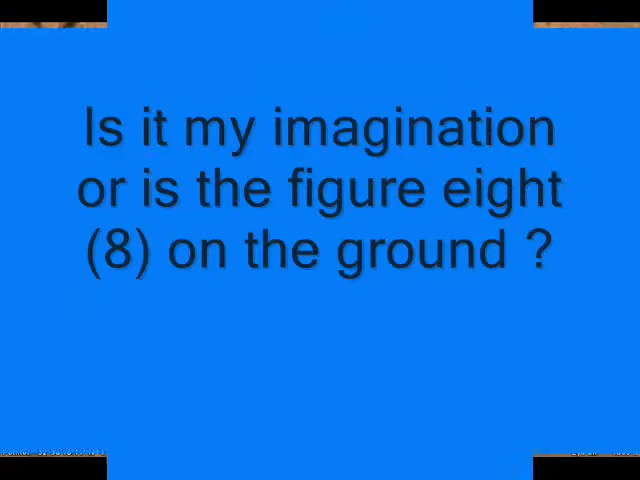 Is it my imagination
or is the figure eight
(8) on the ground ?